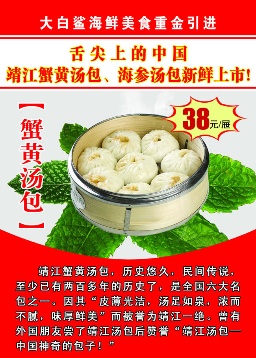 大白鲨海鲜美食重金引进
舌尖上的中国
靖江蟹黄汤包、海参汤包新鲜上市!
【蟹黄汤包】
38元/屉
靖江蟹黄汤包，历史悠久，民间传说，
至少已有两百多年的历史了，是全国六大名
包之一。因其“皮薄光洁，汤足如泉，浓而
不腻，味厚鲜美”而被誉为靖江一绝。曾有
外国朋友尝了靖江汤包后赞誉“靖江汤包—
中国神奇的包子！”